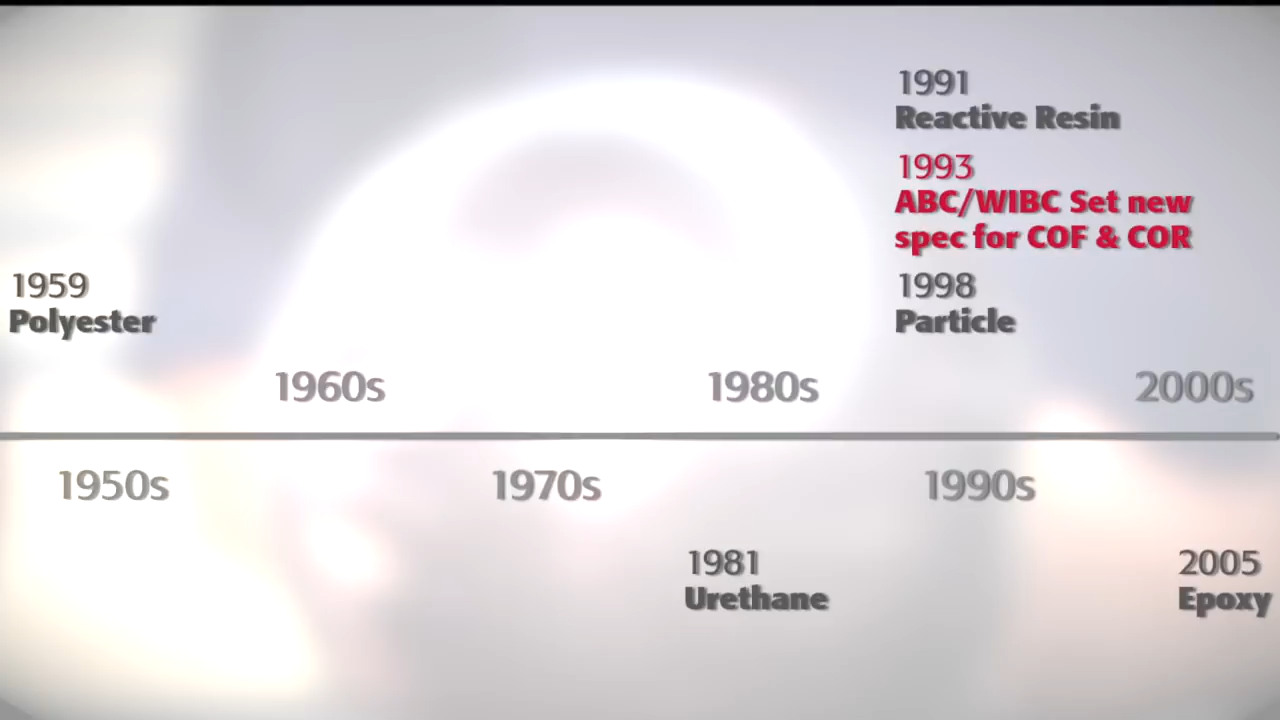 1991
Reactive Resin
1993
ABC/WIBC Set new
spec for COF & COR
1959
Polyester
1998
Particle
1960s
1980s
2000s
1950s
1970s
1990s
1981
Urethane
2005
Epoxy